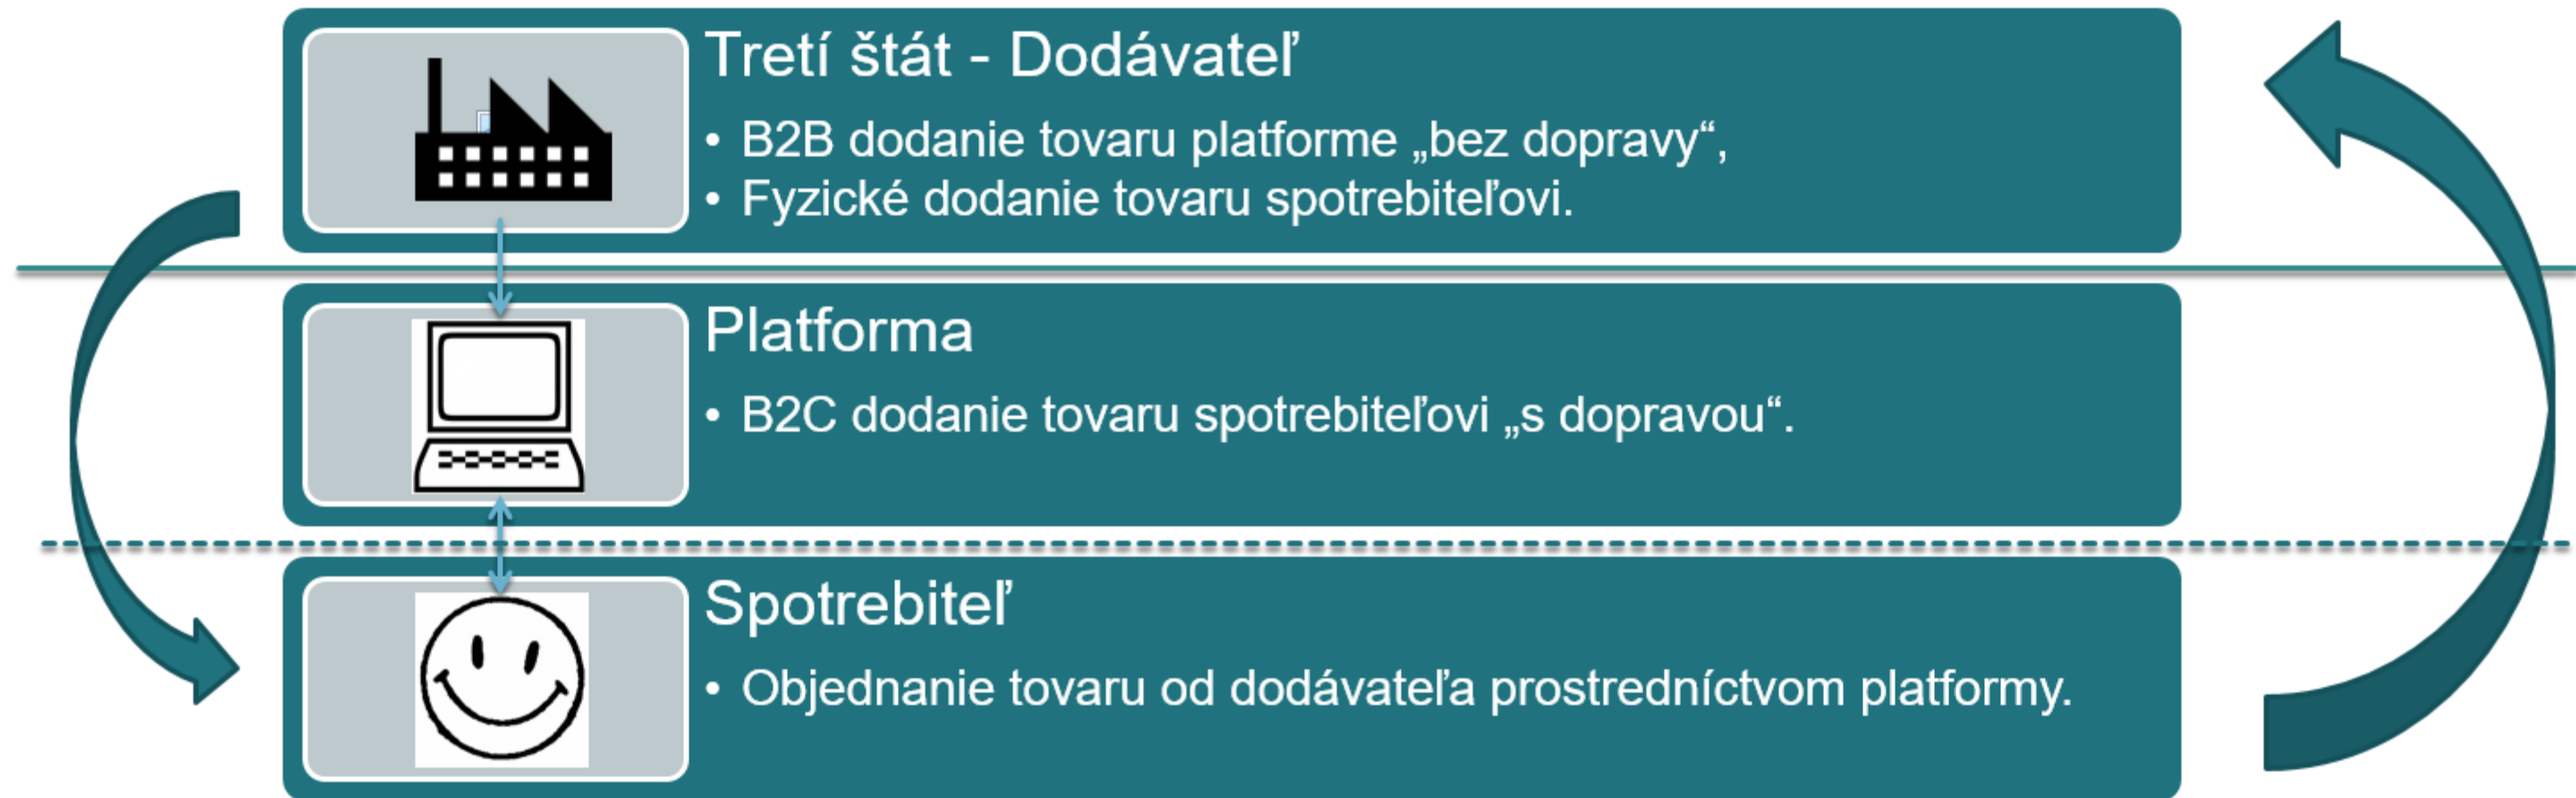 Tretí štát - Dodávateľ
• B2B dodanie tovaru platforme „bez dopravy“,
• Fyzické dodanie tovaru spotrebiteľovi.
Platforma
• B2C dodanie tovaru spotrebiteľovi „s dopravou“.
Spotrebiteľ
• Objednanie tovaru od dodávateľa prostredníctvom platformy.